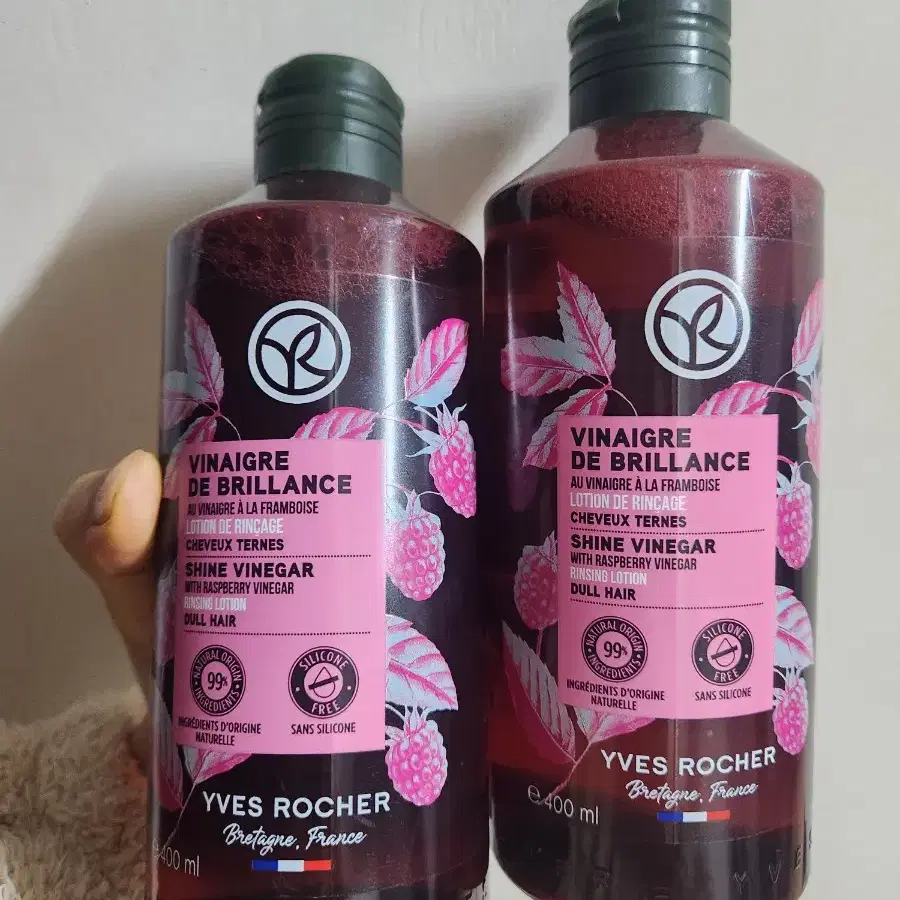 YR
VINAIGRE
DE BRILLANCE
AU VINAIGRE À LA FRAMBOISE
LOTION DE RINÇAGE
CHEVEUX TERNES
SHINE VINEGAR
WITH RASPBERRY VINEGAR
RINSING LOTION
DULL HAIR
NATURAL ORIGIN
99%
INGREDIENTS
INGRÉDIENTS D'ORIGINE
NATURELLE
SILICONE
FREE
SANS SILICONE
YVES ROCHER
Bretagne, France
400 ml
YR
VINAIGRE
DE BRILLANCE
AU VINAIGRE À LA FRAMBOISE
LOTION DE RINÇAGE
CHEVEUX TERNES
SHINE VINEGAR
WITH RASPBERRY VINEGAR
RINSING LOTION
DULL HAIR
NATURAL ORIGIN
99%
INGREDIENTS
INGRÉDIENTS D'ORIGINE
NATURELLE
SILICONE
FREE
SANS SILICONE
YVES ROCHER
Bretagne, France
℮ 400 ml